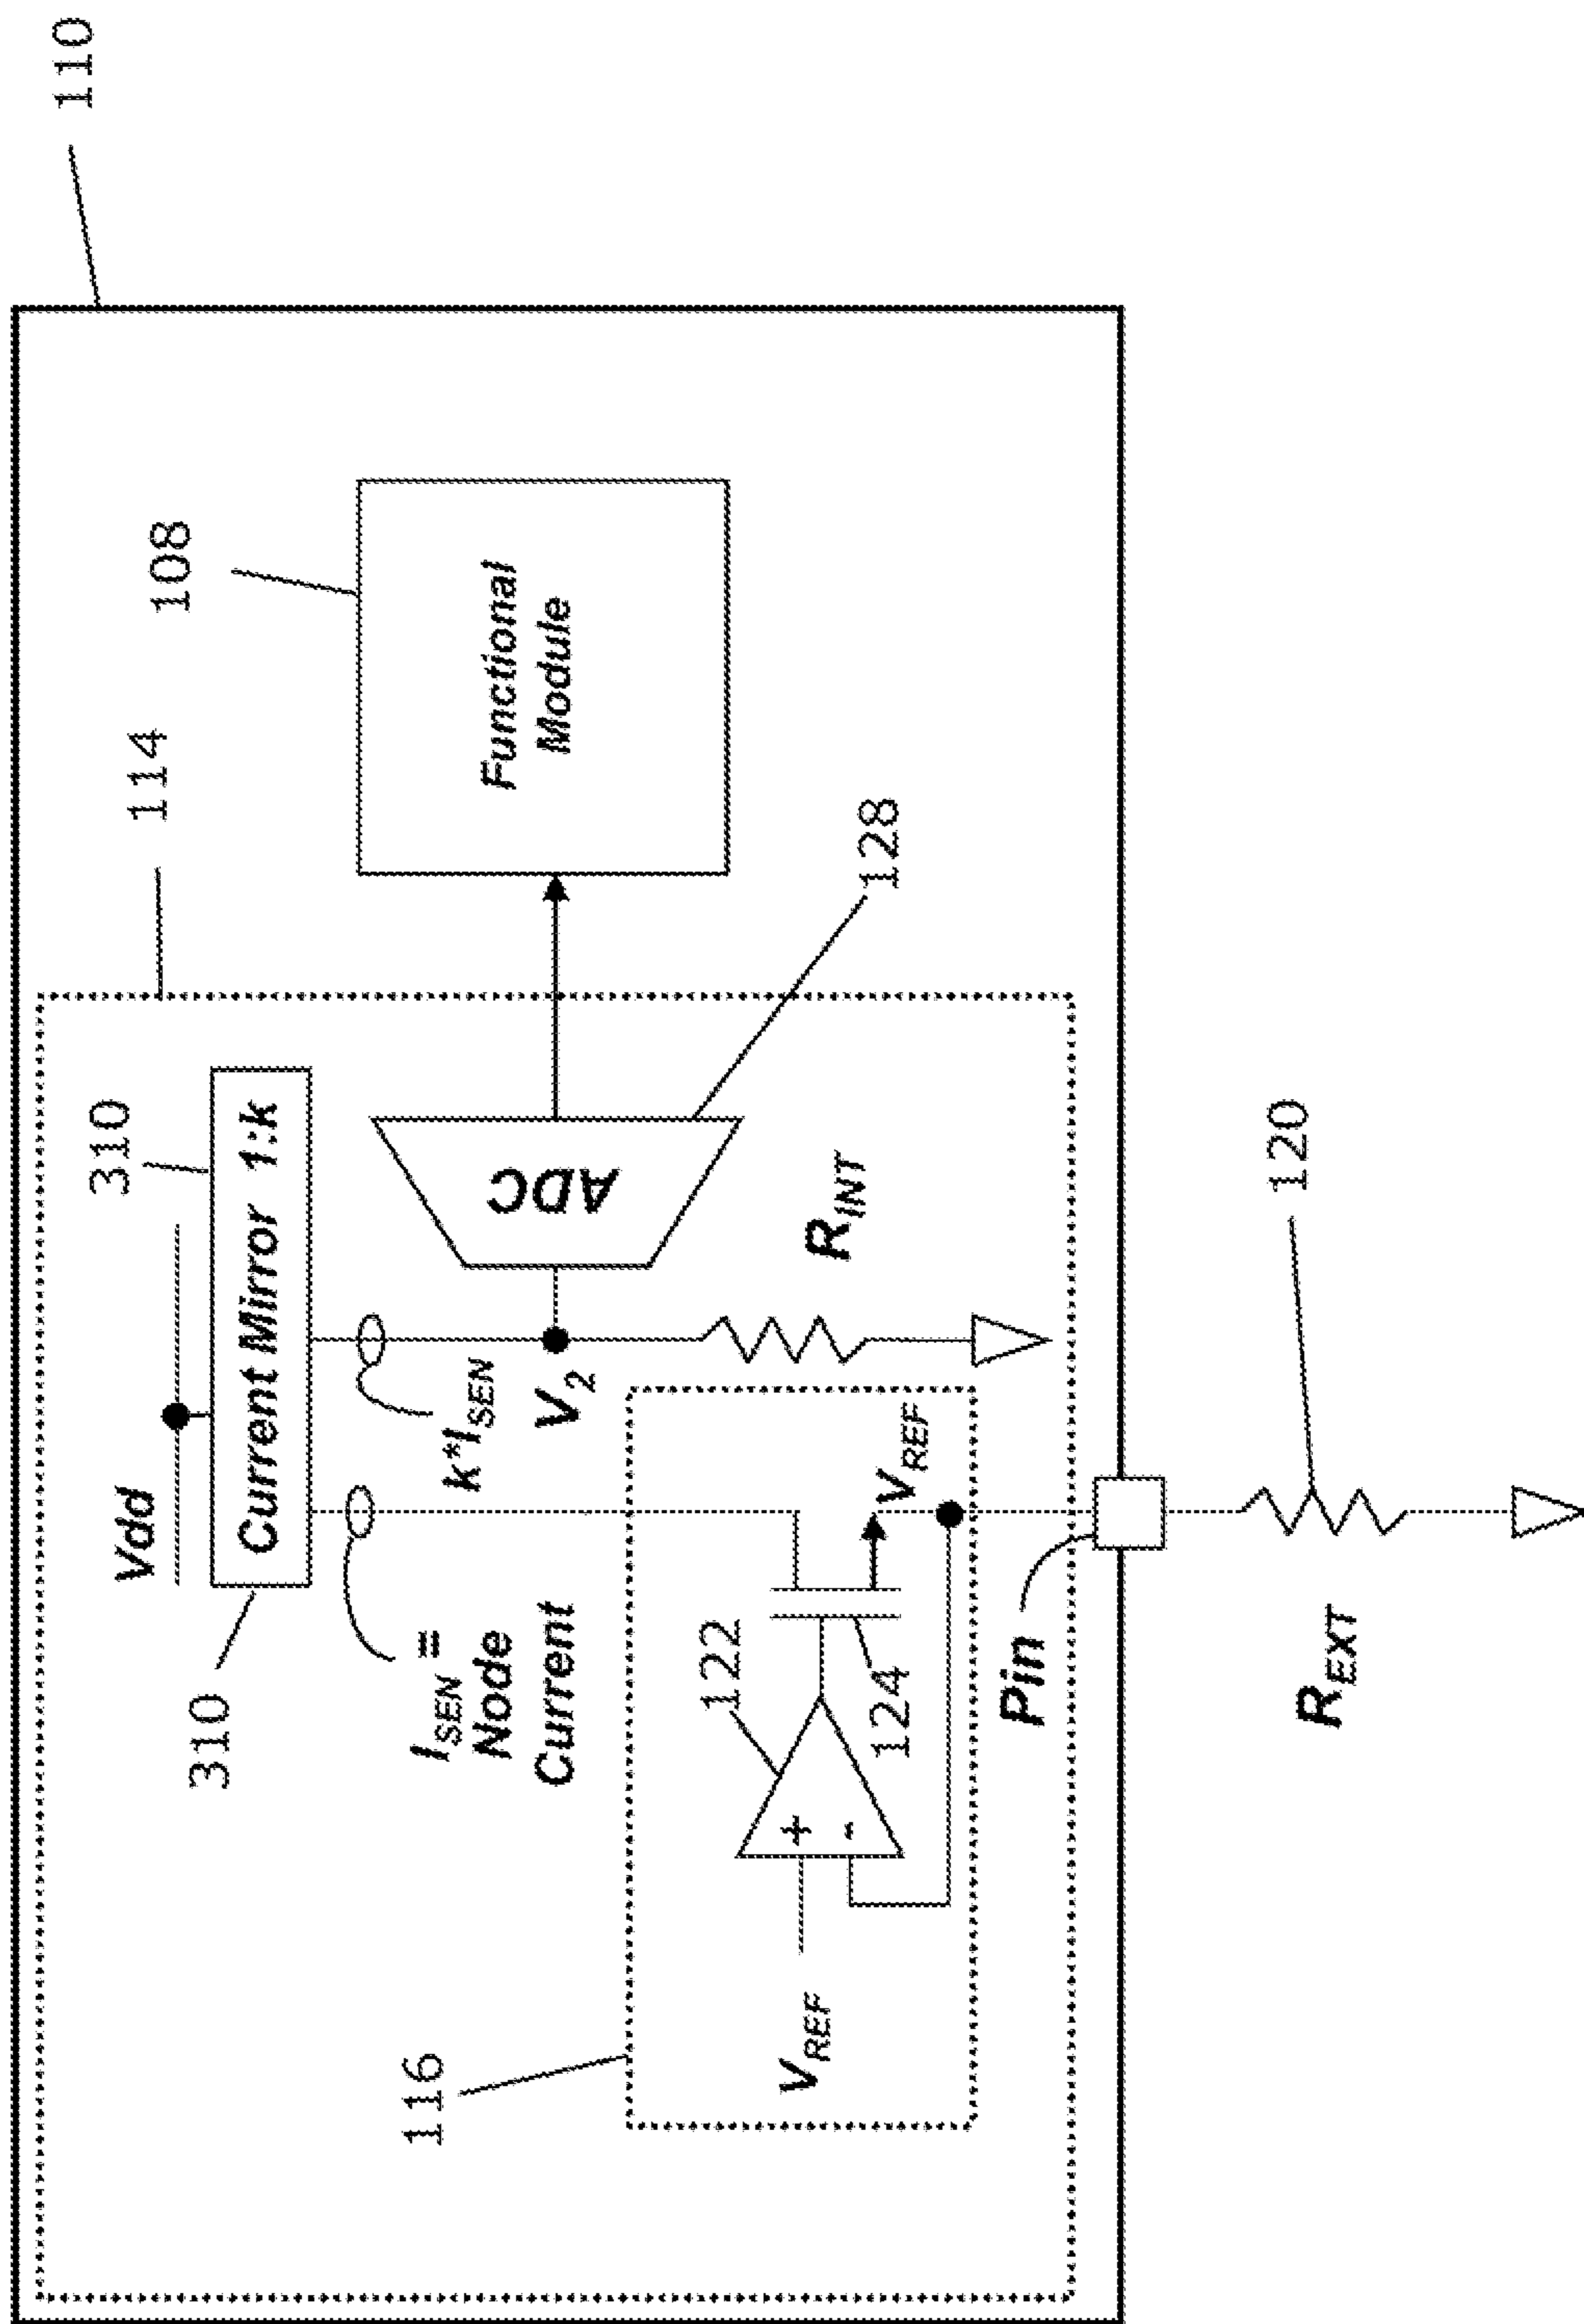 110
114
108
310
Vdd
Current Mirror 1:k
310
I_SEN =
Node
Current
k*I_SEN
V_2
ADC
Functional
Module
128
R_INT
116
V_REF
+
-
122
124
V_REF
Pin
R_EXT
120